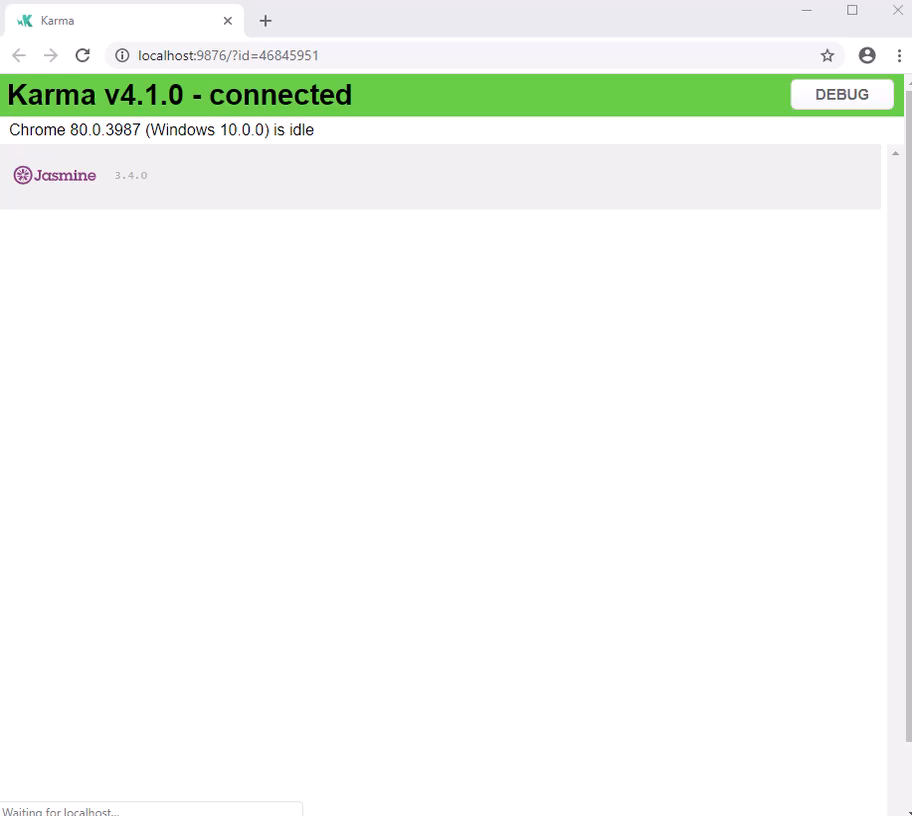 Karma
localhost:9876/?id=46845951
Karma v4.1.0 - connected
DEBUG
Chrome 80.0.3987 (Windows 10.0.0) is idle
Jasmine 3.4.0
Waiting for localhost...